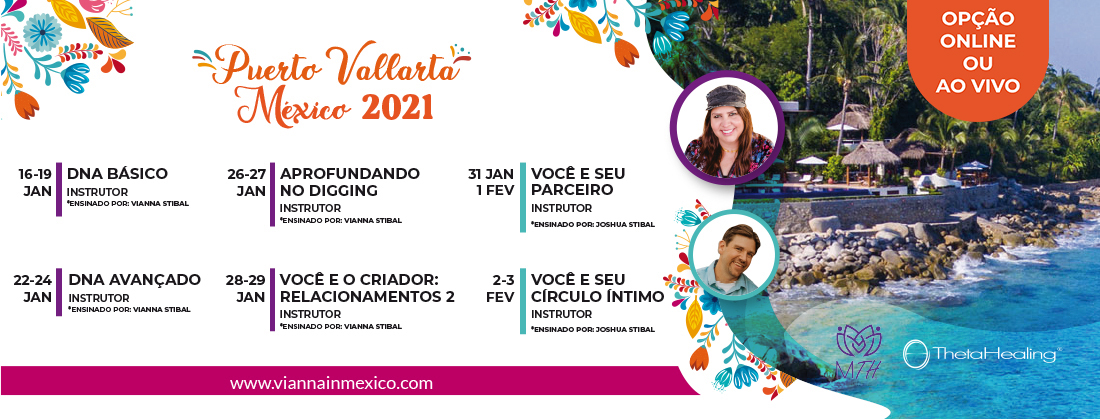 OPÇÃO
ONLINE
OU
AO VIVO
Puerto Vallarta
México 2021
16-19
JAN
DNA BÁSICO
INSTRUTOR
*ENSINADO POR: VIANNA STIBAL
26-27
JAN
APROFUNDANDO
NO DIGGING
INSTRUTOR
*ENSINADO POR: VIANNA STIBAL
31 JAN
1 FEV
VOCÊ E SEU
PARCEIRO
INSTRUTOR
*ENSINADO POR: JOSHUA STIBAL
22-24
JAN
DNA AVANÇADO
INSTRUTOR
*ENSINADO POR: VIANNA STIBAL
28-29
JAN
VOCÊ E O CRIADOR:
RELACIONAMENTOS 2
INSTRUTOR
*ENSINADO POR: VIANNA STIBAL
2-3
FEV
VOCÊ E SEU
CÍRCULO ÍNTIMO
INSTRUTOR
*ENSINADO POR: JOSHUA STIBAL
MTH
ThetaHealing®
www.viannainmexico.com